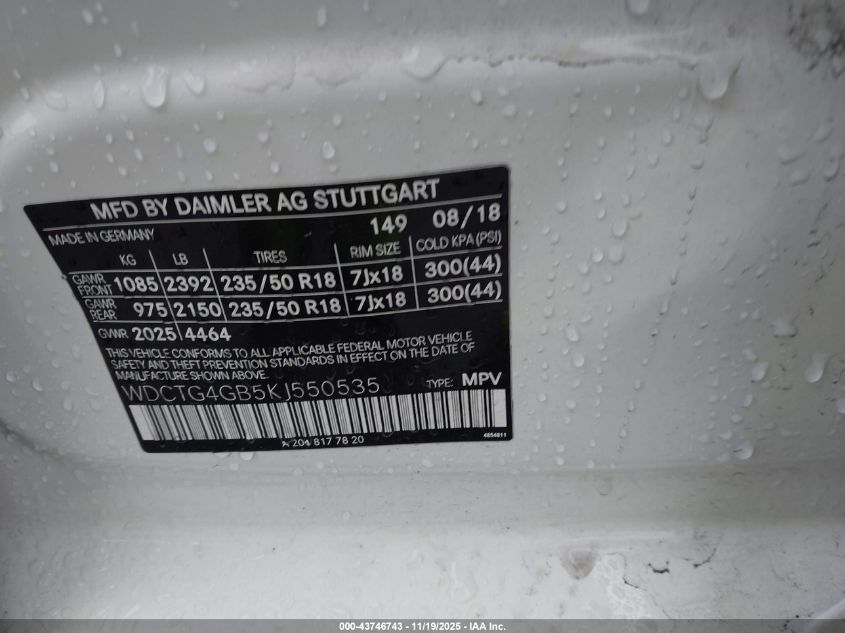 MFD BY DAIMLER AG STUTTGART
MADE IN GERMANY 149 08/18
KG LB TIRES RIM SIZE COLD KPA (PSI)
GAWR FRONT 1085 2392 235/50 R18 7Jx18 300(44)
GAWR REAR 975 2150 235/50 R18 7Jx18 300(44)
GVWR 2025 4464
THIS VEHICLE CONFORMS TO ALL APPLICABLE FEDERAL MOTOR VEHICLE
SAFETY AND THEFT PREVENTION STANDARDS IN EFFECT ON THE DATE OF
MANUFACTURE SHOWN ABOVE.
WDCTG4GB5KJ550535 TYPE: MPV
A 204 817 78 20 4854811
000-43746743 - 11/19/2025 - IAA Inc.